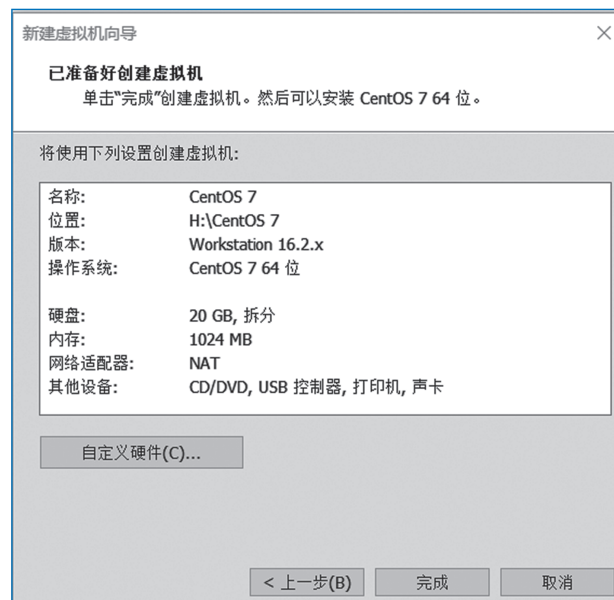 新建虚拟机向导
已准备好创建虚拟机
单击“完成”创建虚拟机。然后可以安装 CentOS 7 64 位。
将使用下列设置创建虚拟机:
名称: CentOS 7
位置: H:\CentOS 7
版本: Workstation 16.2.x
操作系统: CentOS 7 64 位
硬盘: 20 GB, 拆分
内存: 1024 MB
网络适配器: NAT
其他设备: CD/DVD, USB 控制器, 打印机, 声卡
自定义硬件(C)...
< 上一步(B) 完成 取消